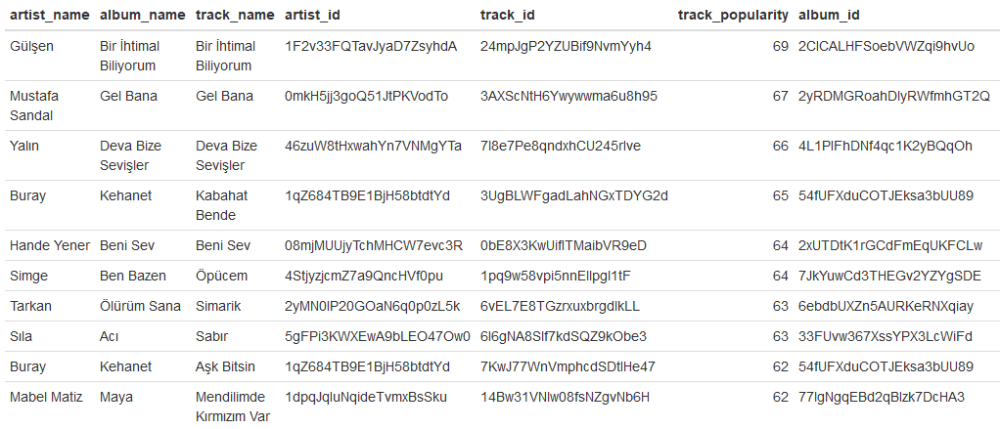 artist_name album_name track_name artist_id track_id track_popularity album_id
Gülşen Bir İhtimal Bir İhtimal 1F2v33FQTavJyaD7ZsyhdA 24mpJgP2YZUBif9NvmYyh4 69 2ClCALHFSoebVWZqi9hvUo
Biliyorum Biliyorum
Mustafa Gel Bana Gel Bana 0mkH5jj3goQ51JtPKVodTo 3AXScNtH6Ywywwma6u8h95 67 2yRDMGRoahDlyRWfmhGT2Q
Sandal
Yalın Deva Bize Deva Bize 46zuW8tHxwahYn7VNMgYTa 7l8e7Pe8qndxhCU245rlve 66 4L1PlFhDNf4qc1K2yBQqOh
Sevişler Sevişler
Buray Kehanet Kabahat 1qZ684TB9E1BjH58btdtYd 3UgBLWFgadLahNGxTDYG2d 65 54fUFXduCOTJEksa3bUU89
Bende
Hande Yener Beni Sev Beni Sev 08mjMUUjyTchMHCW7evc3R 0bE8X3KwUiflTMaibVR9eD 64 2xUTDtK1rGCdFmEqUKFCLw
Simge Ben Bazen Öpücem 4StjyzjcmZ7a9QncHVf0pu 1pq9w58vpi5nnEllpgl1tF 64 7JkYuwCd3THEGv2YZYgSDE
Tarkan Ölürüm Sana Simarik 2yMN0IP20GOaN6q0p0zL5k 6vEL7E8TGzrxuxbrgdlkLL 63 6ebdbUXZn5AURKeRNXqiay
Sıla Acı Sabır 5gFPi3KWXEwA9bLEO47Ow0 6l6gNA8Slf7kdSQZ9kObe3 63 33FUvw367XssYPX3LcWiFd
Buray Kehanet Aşk Bitsin 1qZ684TB9E1BjH58btdtYd 7KwJ77WnVmphcdSDtlHe47 62 54fUFXduCOTJEksa3bUU89
Mabel Matiz Maya Mendilimde 1dpqJqluNqideTvmxBsSku 14Bw31VNlw08fsNZgvNb6H 62 77lgNgqEBd2qBlzk7DcHA3
Kırmızım Var